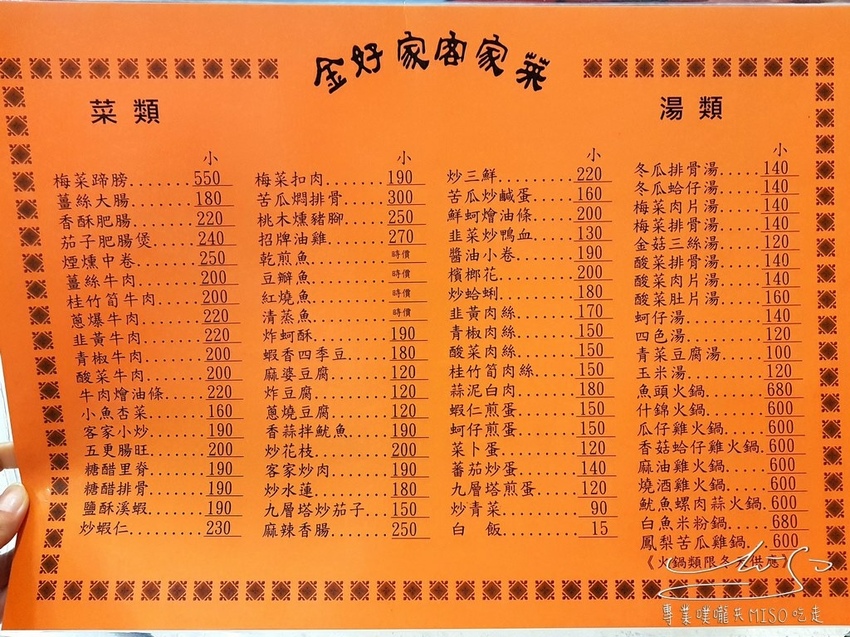 金好家客家菜
菜類
小
梅菜蹄膀.......550
薑絲大腸.......180
香酥肥腸.......220
茄子肥腸煲.......240
煙燻中卷.......250
薑絲牛肉.......200
桂竹筍牛肉.......200
蔥爆牛肉.......220
韭黃牛肉.......220
青椒牛肉.......200
酸菜牛肉.......200
牛肉燴油條.......220
小魚杏菜.......160
客家小炒.......190
五更腸旺.......200
糖醋里脊.......190
糖醋排骨.......190
鹽酥溪蝦.......190
炒蝦仁.......230
小
梅菜扣肉.......190
苦瓜燜排骨.......300
桃木燻豬腳.......250
招牌油雞.......270
乾煎魚.......時價
豆瓣魚.......時價
紅燒魚.......時價
清蒸魚.......時價
炸蚵酥.......190
蝦香四季豆.......180
麻婆豆腐.......120
炸豆腐.......120
蔥燒豆腐.......120
香蒜拌魷魚.......190
炒花枝.......200
客家炒肉.......190
炒水蓮.......180
九層塔炒茄子.......150
麻辣香腸.......250
小
炒三鮮.......220
苦瓜炒鹹蛋.......160
鮮蚵燴油條.......200
韭菜炒鴨血.......130
醬油小卷.......190
檳榔花.......200
炒蛤蜊.......180
韭黃肉絲.......170
青椒肉絲.......150
酸菜肉絲.......150
桂竹筍肉絲.......150
蒜泥白肉.......180
蝦仁煎蛋.......150
蚵仔煎蛋.......150
菜卜蛋.......120
蕃茄炒蛋.......140
九層塔煎蛋.......120
炒青菜.......90
白 飯.......15
湯類
小
冬瓜排骨湯.....140
冬瓜蛤仔湯.....140
梅菜肉片湯.....140
梅菜排骨湯.....140
金菇三絲湯.....120
酸菜排骨湯.....140
酸菜肉片湯.....140
酸菜肚片湯.....160
蚵仔湯.......140
四色湯.......120
青菜豆腐湯.....100
玉米湯.......120
魚頭火鍋.......680
什錦火鍋.......600
瓜仔雞火鍋.....600
香菇蛤仔雞火鍋.600
麻油雞火鍋.....600
燒酒雞火鍋.....600
魷魚螺肉蒜火鍋.600
白魚米粉鍋.....680
鳳梨苦瓜雞鍋...600
《火鍋類限冬天供應》
專業噗嚨共MISO吃走